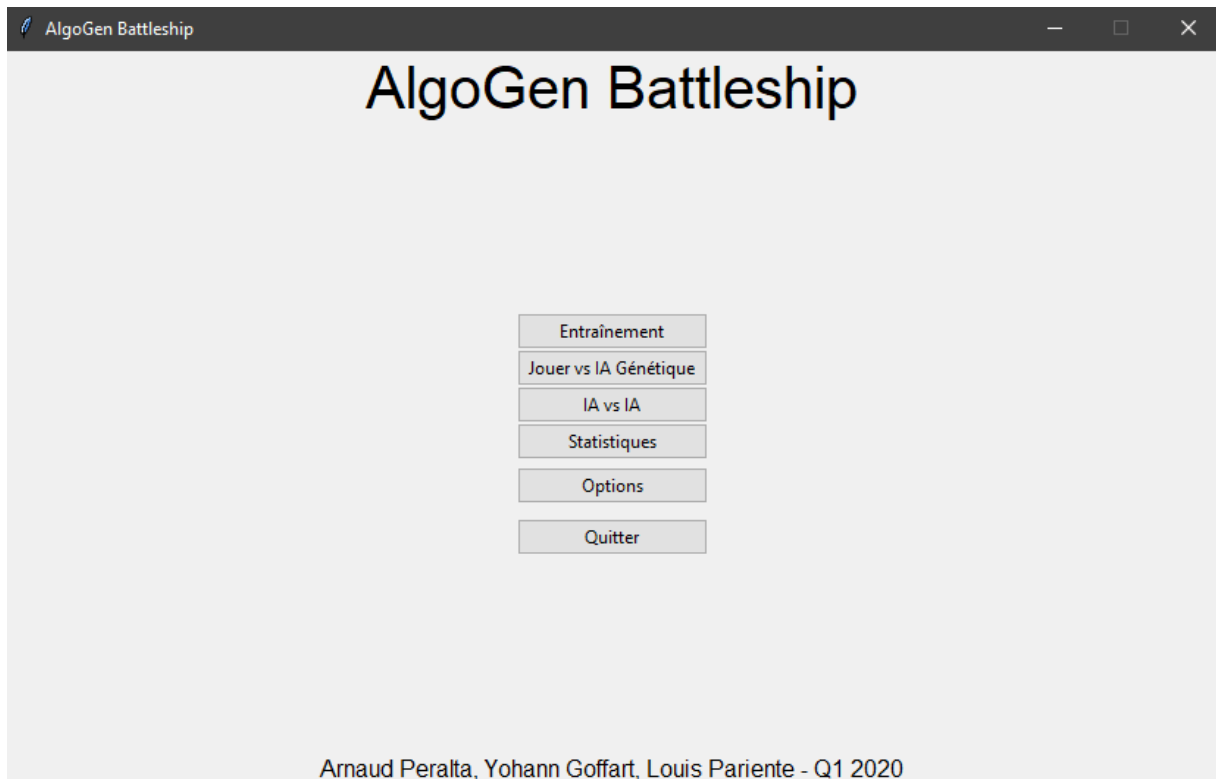 AlgoGen Battleship
AlgoGen Battleship
Entraînement
Jouer vs IA Génétique
IA vs IA
Statistiques
Options
Quitter
Arnaud Peralta, Yohann Goffart, Louis Pariente - Q1 2020